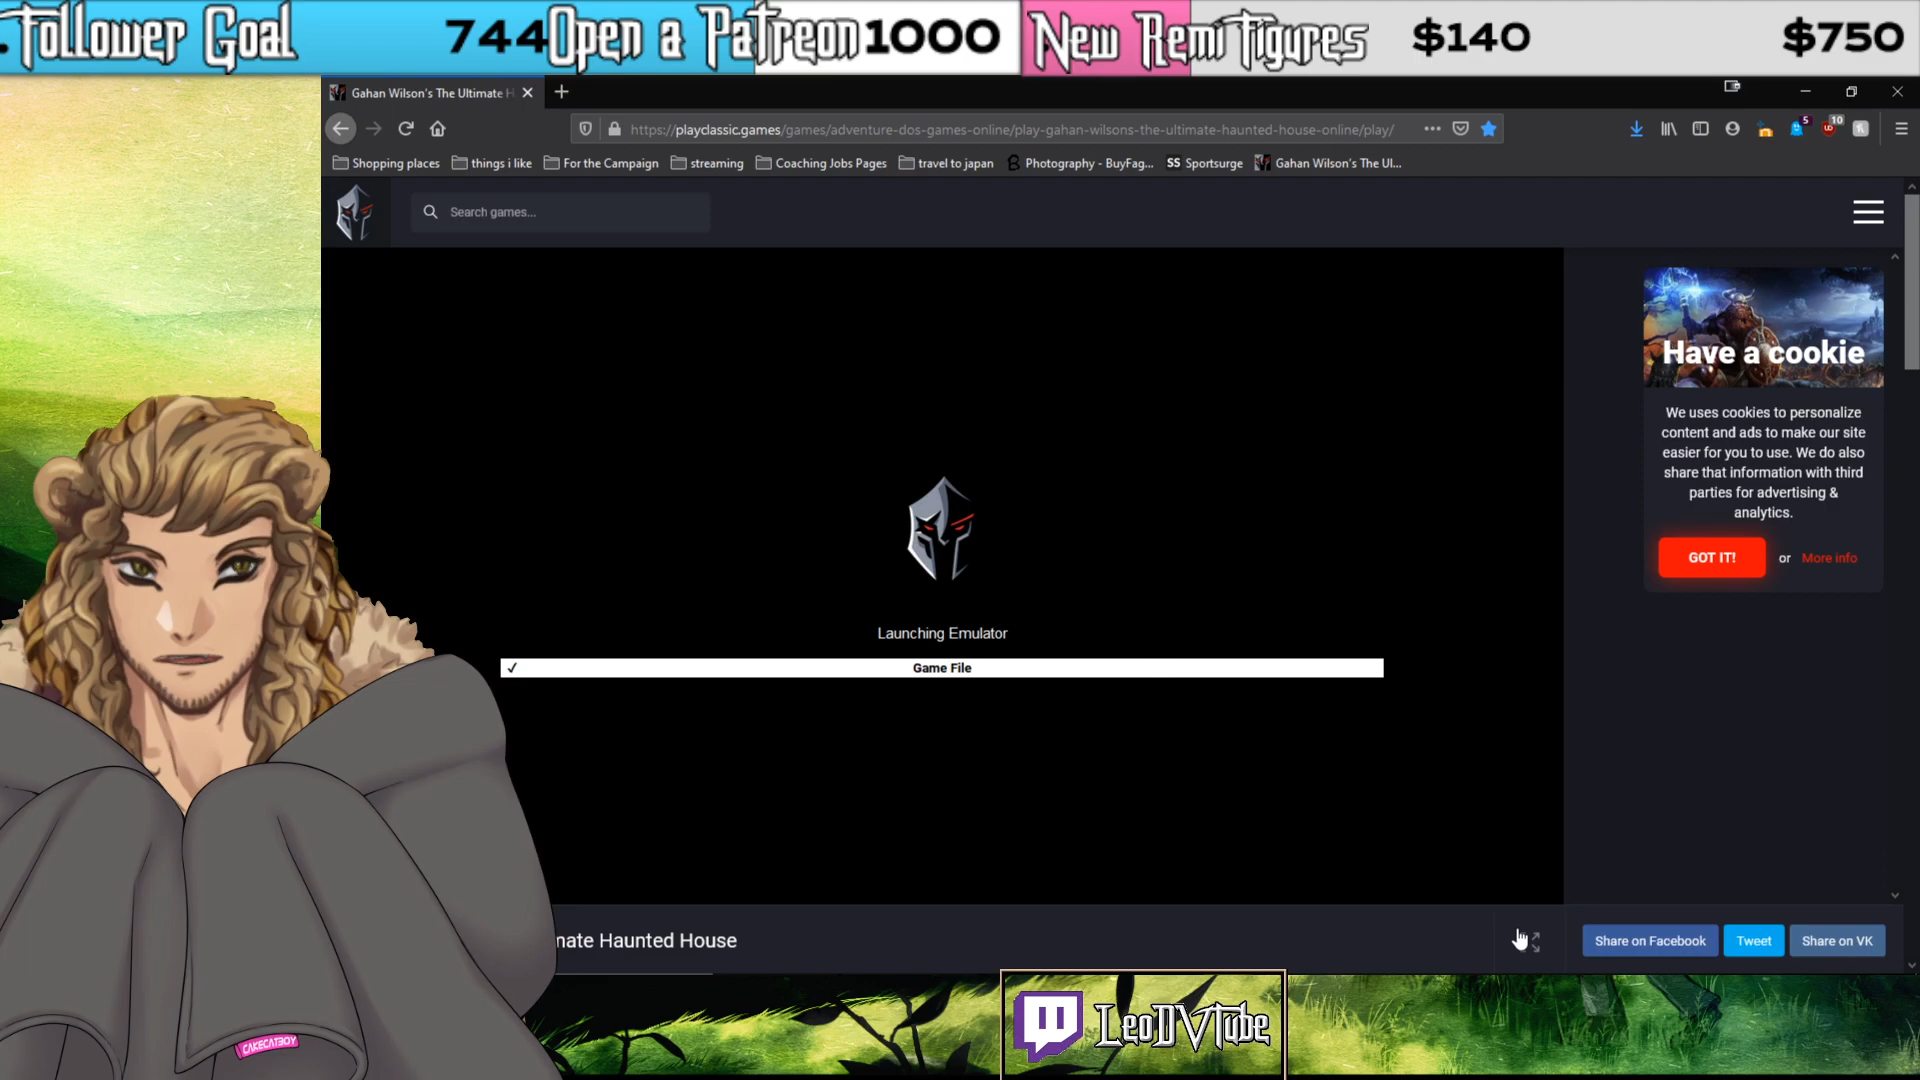 Follower Goal 744 Open a Patreon 1000 New Remi Figures $140 $750
Gahan Wilson's The Ultimate H
https://playclassic.games/games/adventure-dos-games-online/play-gahan-wilsons-the-ultimate-haunted-house-online/play/
5
10
Shopping places things i like For the Campaign streaming Coaching Jobs Pages travel to japan Photography - BuyFag... SS Sportsurge Gahan Wilson's The Ul...
Search games...
Have a cookie
We uses cookies to personalize
content and ads to make our site
easier for you to use. We do also
share that information with third
parties for advertising &
analytics.
GOT IT! or More info
Launching Emulator
✓ Game File
mate Haunted House
Share on Facebook Tweet Share on VK
LeoDVTube
CAKECATBOY